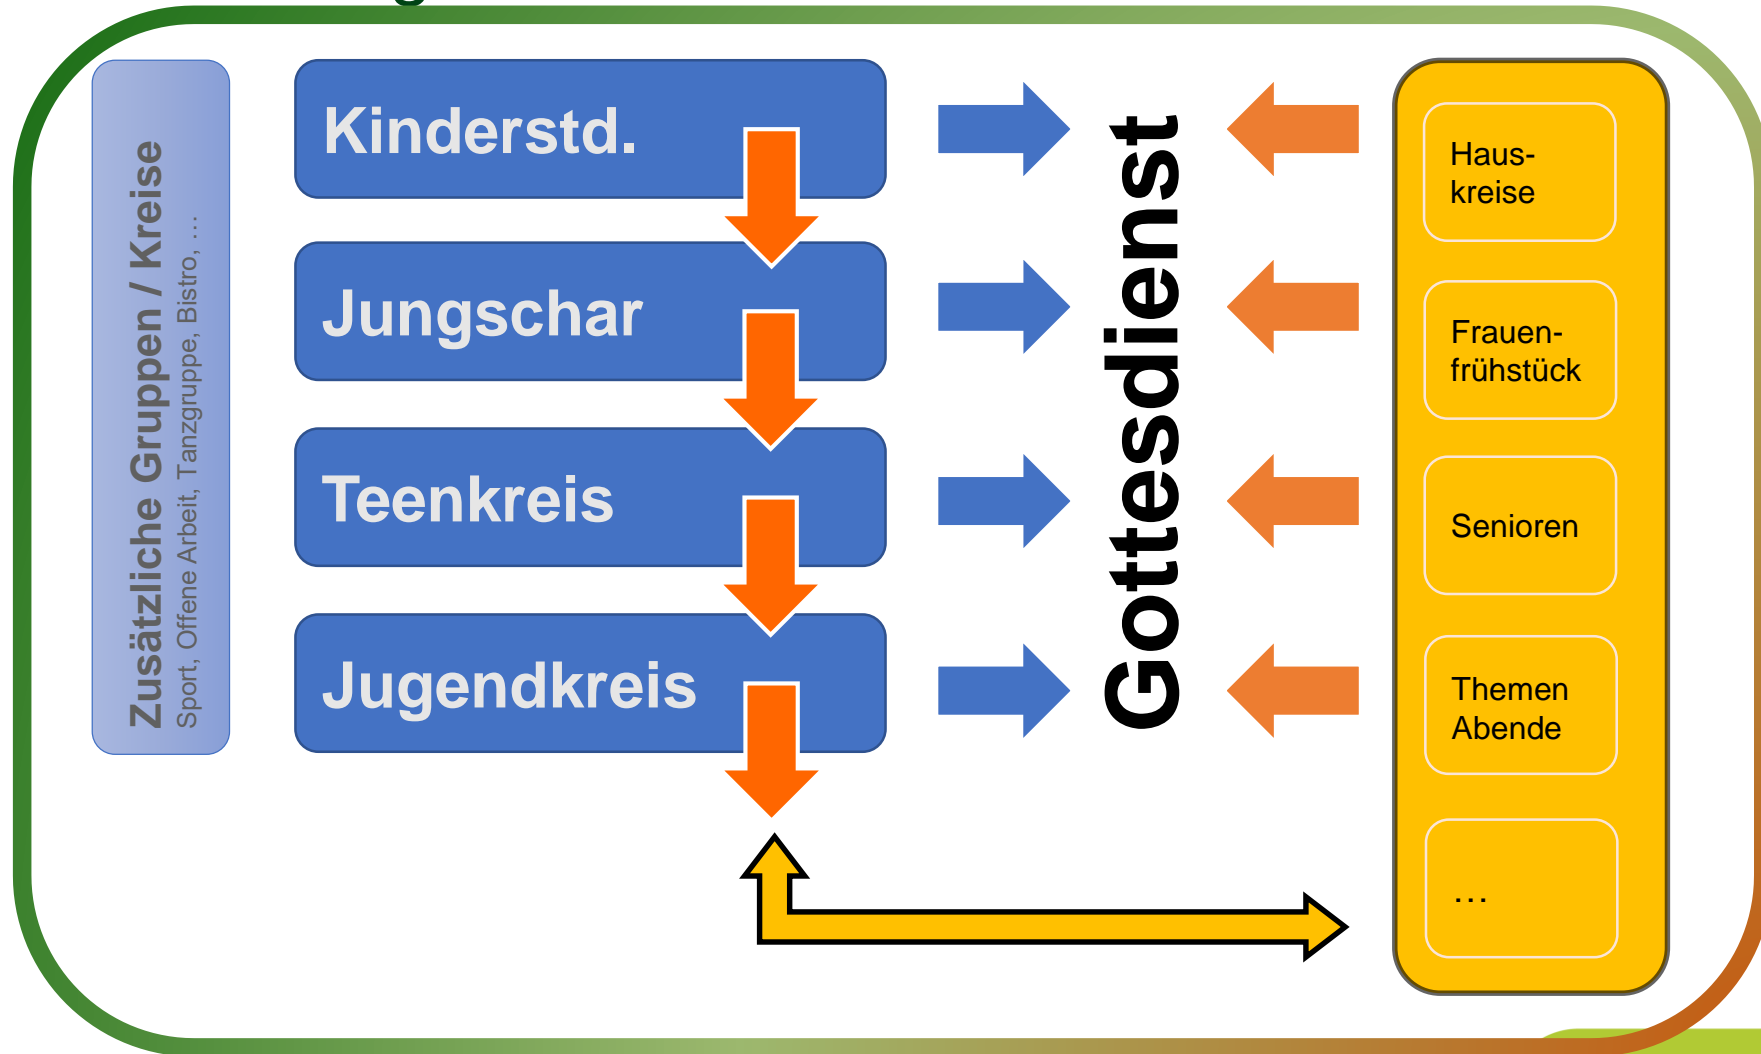 Zusätzliche Gruppen / Kreise
Sport, Offene Arbeit, Tanzgruppe, Bistro, …
Kinderstd.
Jungschar
Teenkreis
Jugendkreis
Gottesdienst
Haus-
kreise
Frauen-
frühstück
Senioren
Themen
Abende
…